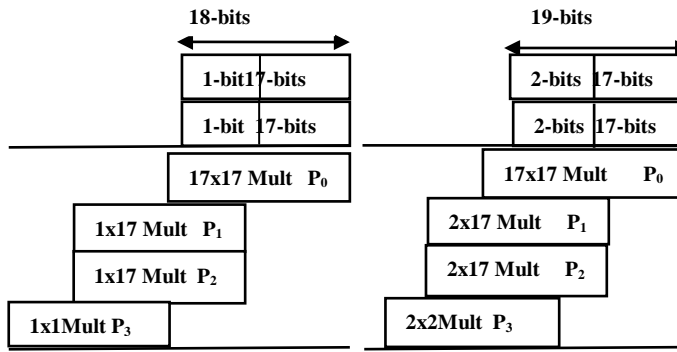 18-bits
1-bit 17-bits
1-bit 17-bits
17x17 Mult P₀
1x17 Mult P₁
1x17 Mult P₂
1x1Mult P₃
19-bits
2-bits 17-bits
2-bits 17-bits
17x17 Mult P₀
2x17 Mult P₁
2x17 Mult P₂
2x2Mult P₃